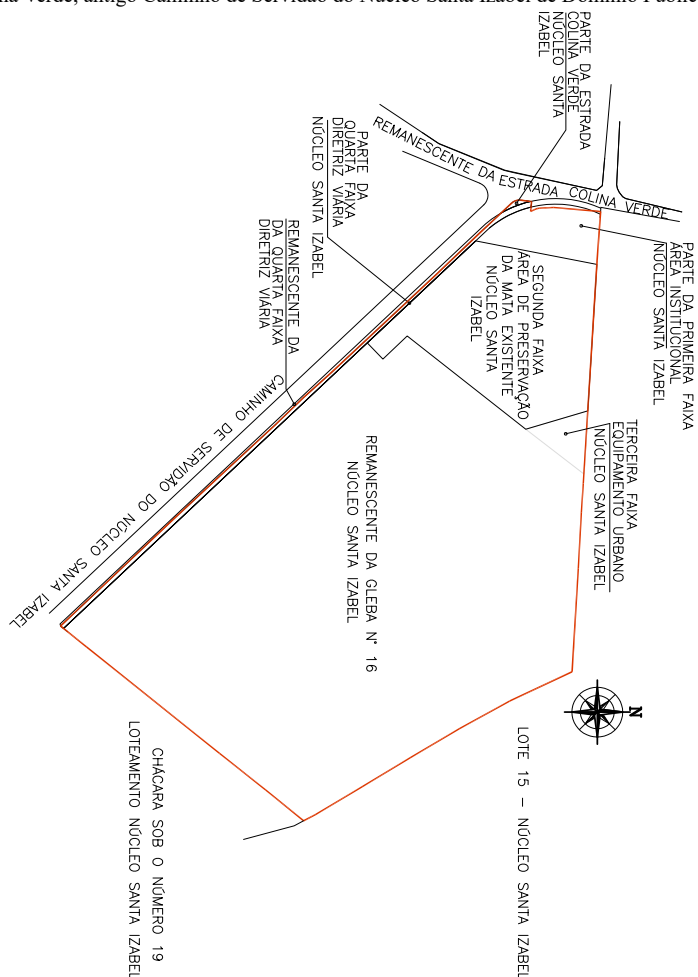 na Verde, antigo Caminho de Servidão do Núcleo Santa Izabel de Domínio Públic
PARTE DA ESTRADA
COLINA VERDE
NÚCLEO SANTA
IZABEL
REMANESCENTE DA ESTRADA COLINA VERDE
PARTE DA PRIMEIRA FAIXA
ÁREA INSTITUCIONAL
NÚCLEO SANTA IZABEL
PARTE DA
QUARTA FAIXA
DIRETRIZ VIÁRIA
NÚCLEO SANTA IZABEL
REMANESCENTE DA
DA QUARTA FAIXA
DIRETRIZ VIÁRIA
SEGUNDA FAIXA
ÁREA DE PRESERVAÇÃO
DA MATA EXISTENTE
NÚCLEO SANTA
IZABEL
TERCEIRA FAIXA
EQUIPAMENTO URBANO
NÚCLEO SANTA IZABEL
CAMINHO DE SERVIDÃO DO NÚCLEO SANTA IZABEL
REMANESCENTE DA GLEBA N° 16
NÚCLEO SANTA IZABEL
N
LOTE 15 – NÚCLEO SANTA IZABEL
CHÁCARA SOB O NÚMERO 19
LOTEAMENTO NÚCLEO SANTA IZABEL